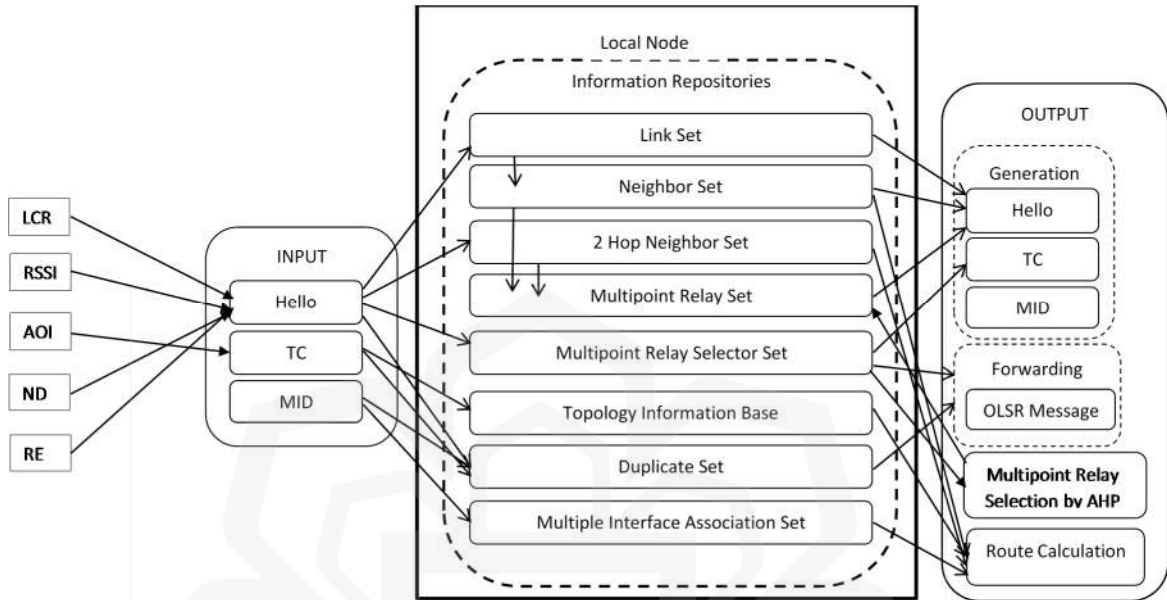 LCR
RSSI
AOI
ND
RE
INPUT
Hello
TC
MID
Local Node
Information Repositories
Link Set
Neighbor Set
2 Hop Neighbor Set
Multipoint Relay Set
Multipoint Relay Selector Set
Topology Information Base
Duplicate Set
Multiple Interface Association Set
OUTPUT
Generation
Hello
TC
MID
Forwarding
OLSR Message
Multipoint Relay
Selection by AHP
Route Calculation